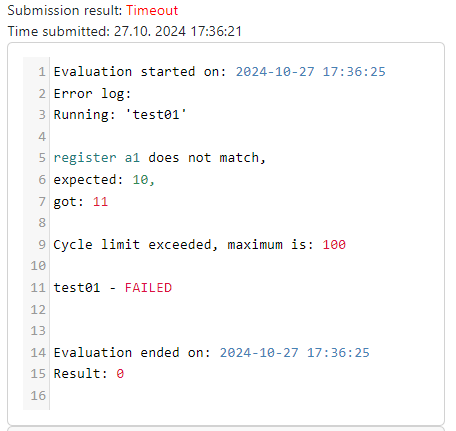 Submission result: Timeout
Time submitted: 27.10. 2024 17:36:21
1 Evaluation started on: 2024-10-27 17:36:25
2 Error log:
3 Running: 'test01'
4
5 register a1 does not match,
6 expected: 10,
7 got: 11
8
9 Cycle limit exceeded, maximum is: 100
10
11 test01 - FAILED
12
13
14 Evaluation ended on: 2024-10-27 17:36:25
15 Result: 0
16